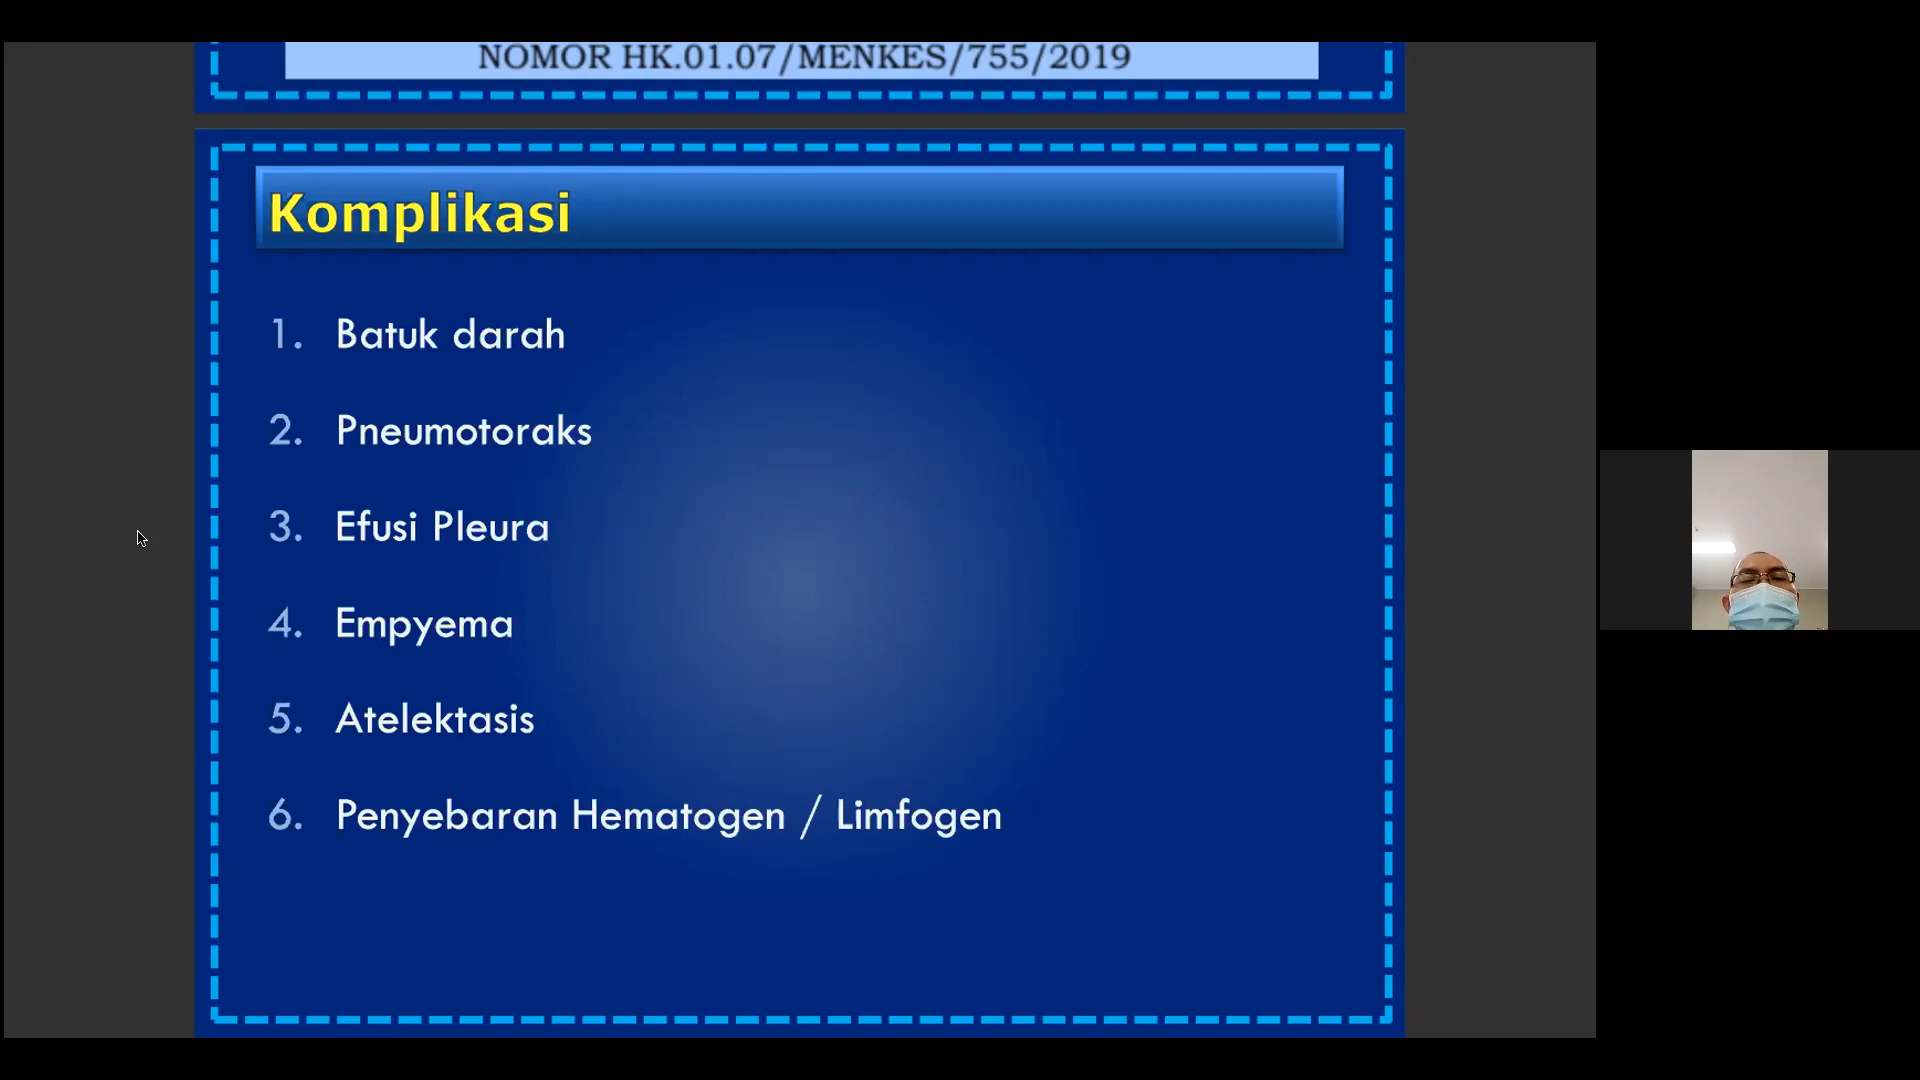 NOMOR HK.01.07/MENKES/755/2019
Komplikasi
1. Batuk darah
2. Pneumotoraks
3. Efusi Pleura
4. Empyema
5. Atelektasis
6. Penyebaran Hematogen / Limfogen